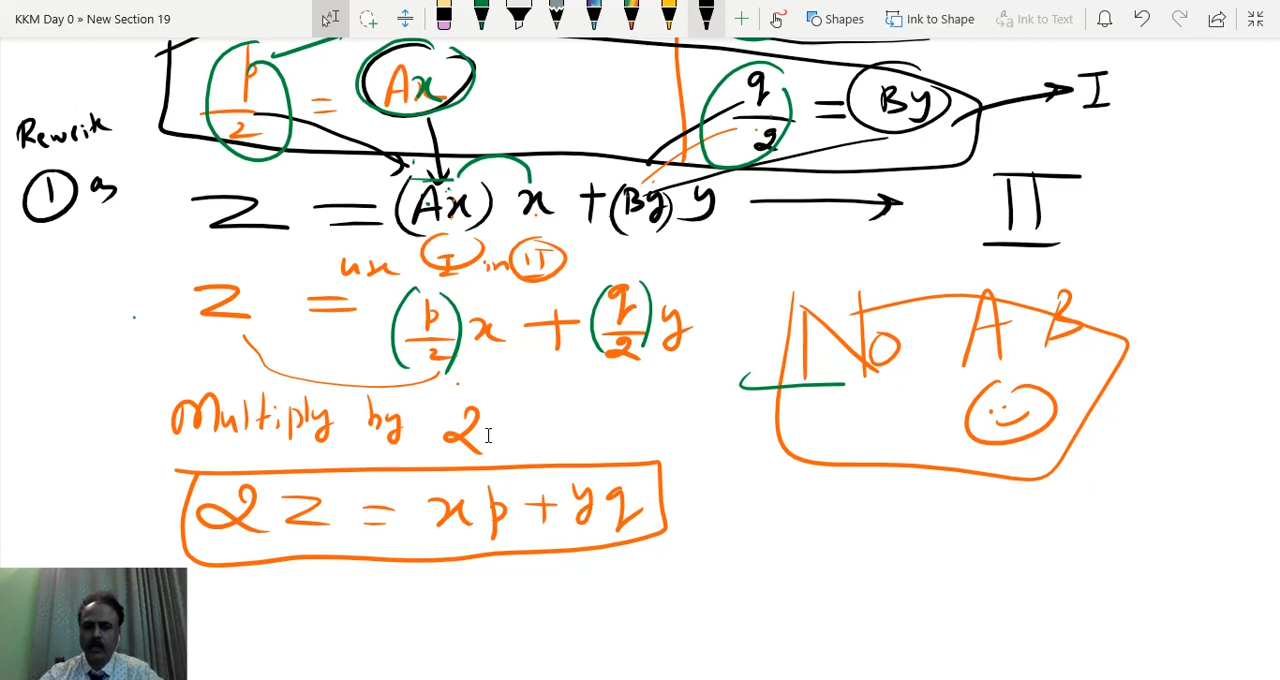 KKM Day 0 » New Section 19
Shapes Ink to Shape Ink to Text
p/2 = Ax q/2 = By → I
Rewrite
① as Z = (Ax) x + (By) y → II
use I in II
Z = (p/2) x + (q/2) y
No A B
Multiply by 2
2Z = xp + yq